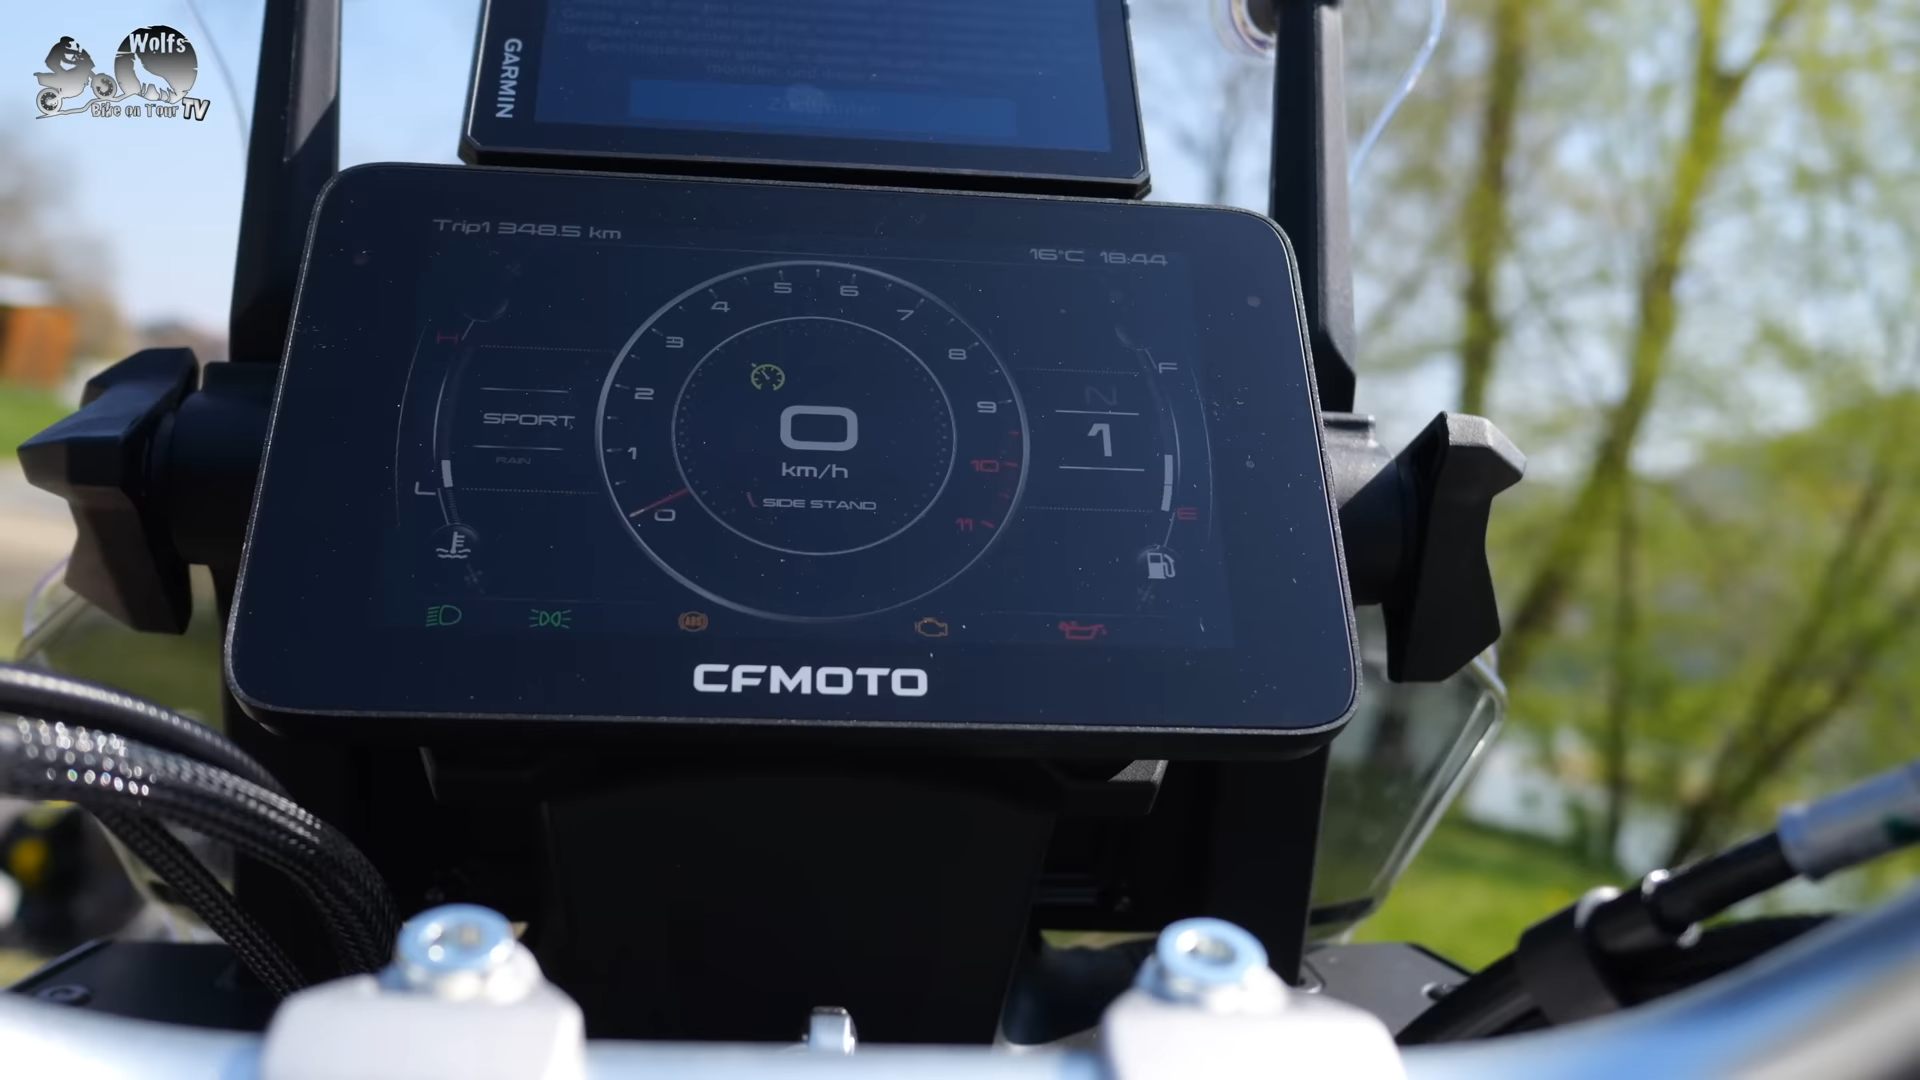 Wolfs
Bike on Tour TV
GARMIN
Trip1 348.5 km
16°C 18:44
H
SPORT
RAIN
L
0
1
2
3
4
5
6
7
8
9
10
11
0
km/h
SIDE STAND
N
1
F
E
ABS
CFMOTO